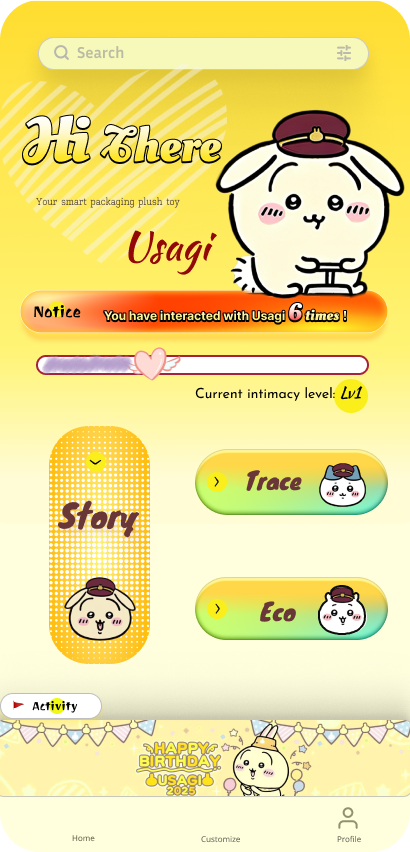 Search
Hi There
Your smart packaging plush toy
Usagi
Notice
You have interacted with Usagi 6 times !
Current intimacy level: Lv1
Story
Trace
Eco
Activity
HAPPY
BIRTHDAY
USAGI
2025
Home
Customize
Profile